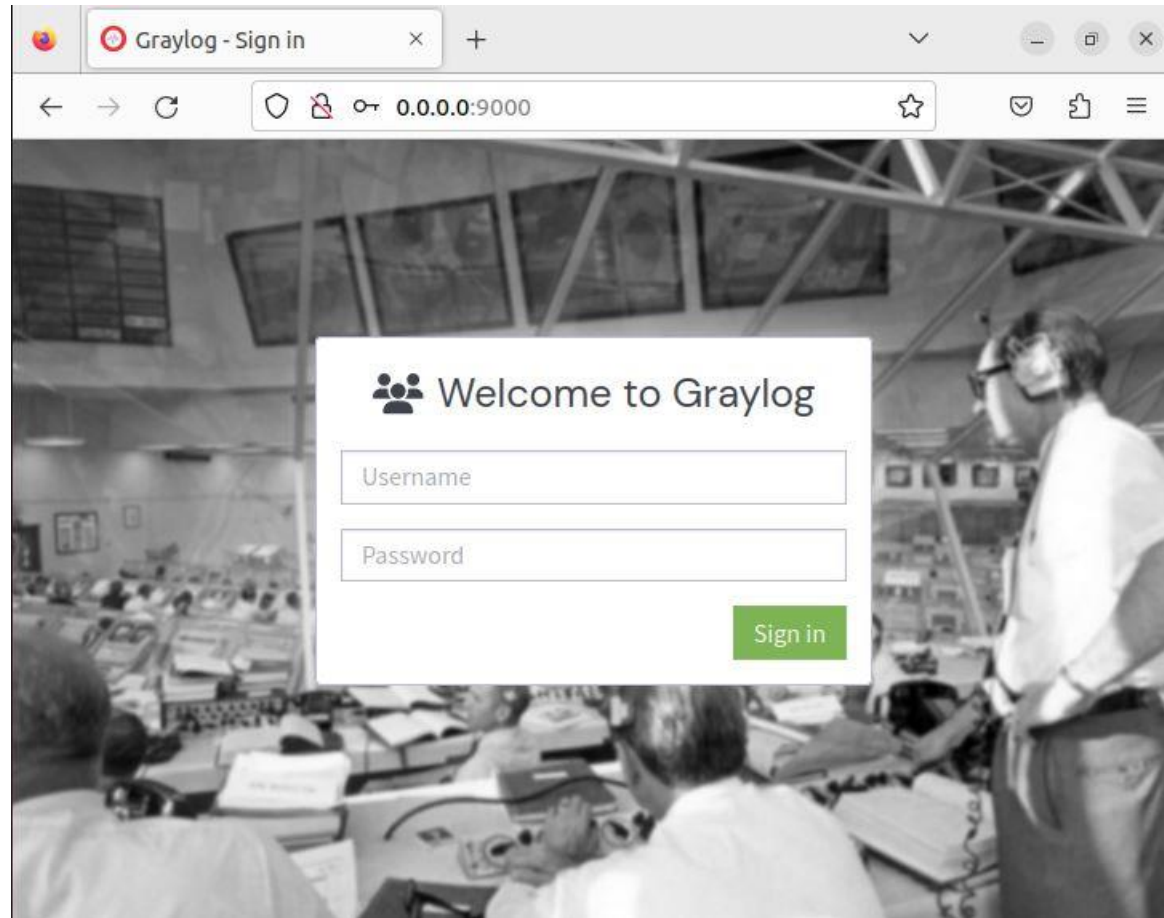 Graylog - Sign in
0.0.0.0:9000
Welcome to Graylog
Username
Password
Sign in